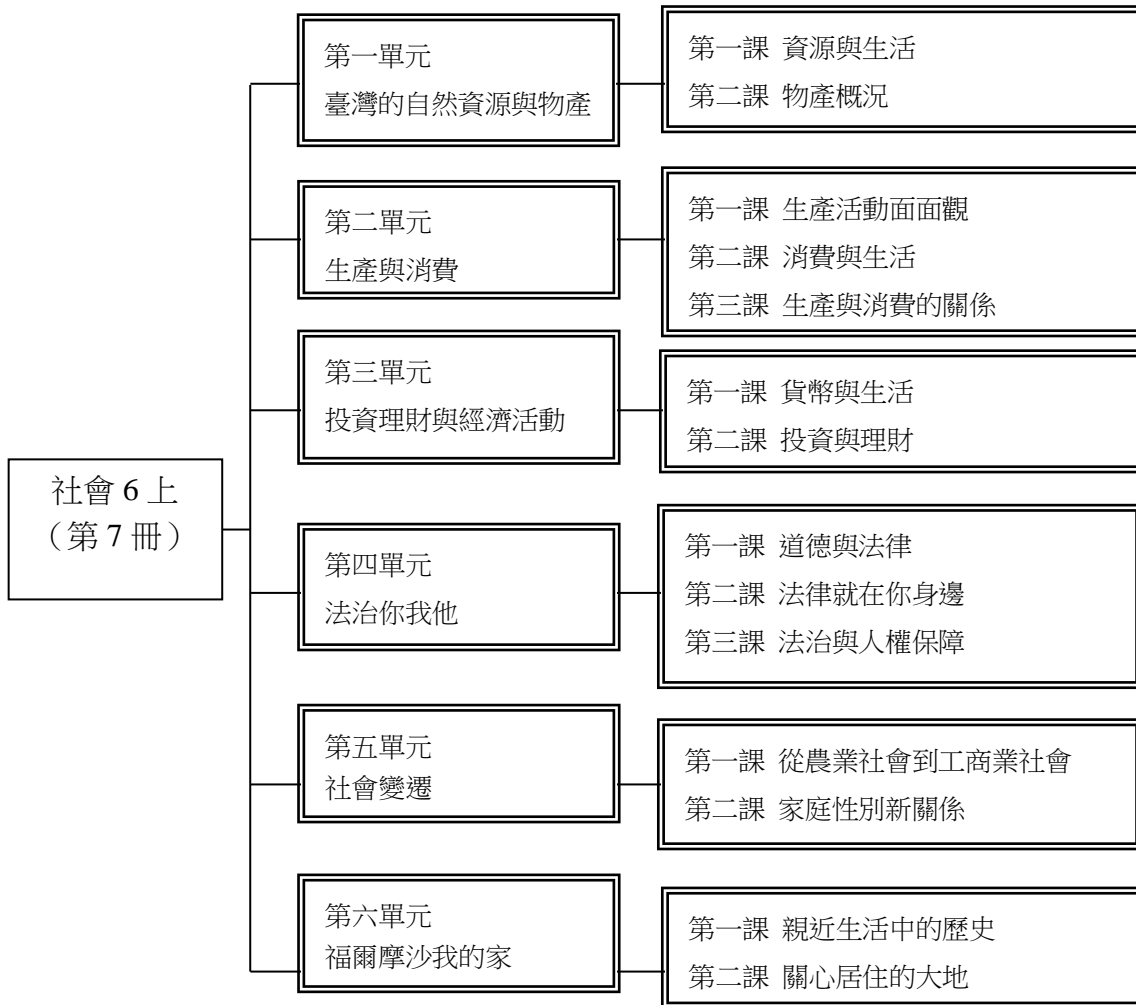 社會 6 上
（第 7 冊）
第一單元
臺灣的自然資源與物產
第一課 資源與生活
第二課 物產概況
第二單元
生產與消費
第一課 生產活動面面觀
第二課 消費與生活
第三課 生產與消費的關係
第三單元
投資理財與經濟活動
第一課 貨幣與生活
第二課 投資與理財
第四單元
法治你我他
第一課 道德與法律
第二課 法律就在你身邊
第三課 法治與人權保障
第五單元
社會變遷
第一課 從農業社會到工商業社會
第二課 家庭性別新關係
第六單元
福爾摩沙我的家
第一課 親近生活中的歷史
第二課 關心居住的大地